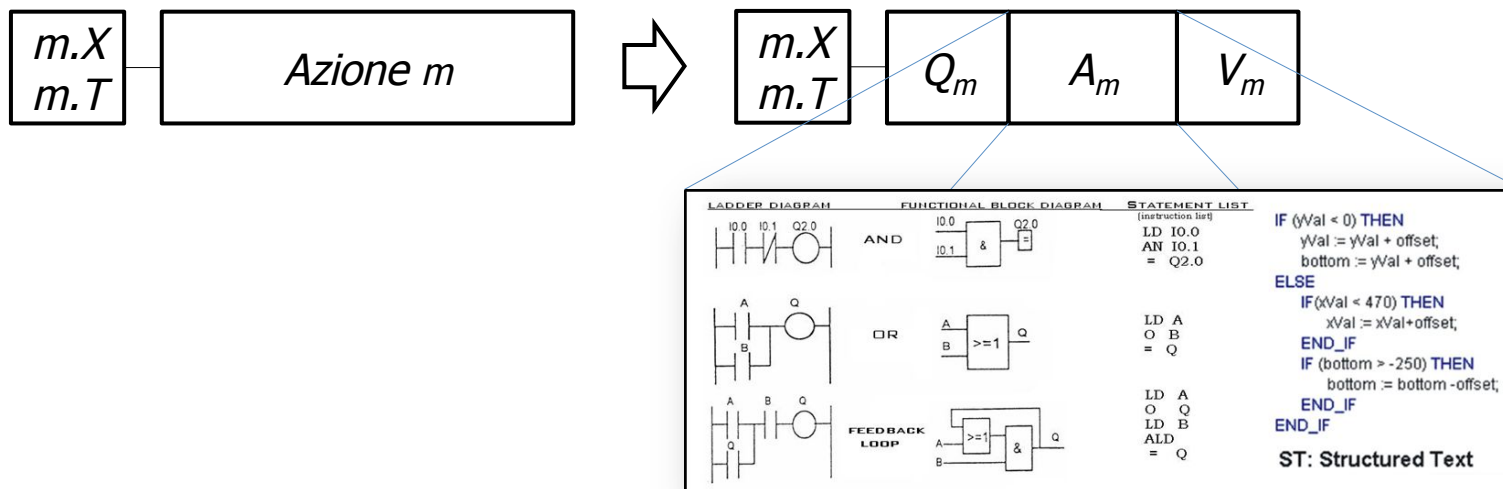 m.X
m.T
Azione m
m.X
m.T
Qm
Am
Vm
LADDER DIAGRAM
FUNCTIONAL BLOCK DIAGRAM
STATEMENT LIST
(instruction list)
I0.0 I0.1 Q2.0
AND
I0.0
I0.1
&
Q2.0
=
LD I0.0
AN I0.1
= Q2.0
A Q
B
OR
A
B
>=1
Q
LD A
O B
= Q
A B Q
Q
FEEDBACK
LOOP
A
B
>=1
&
Q
LD A
O Q
LD B
ALD
= Q
IF (yVal < 0) THEN
yVal := yVal + offset;
bottom := yVal + offset;
ELSE
IF(xVal < 470) THEN
xVal := xVal+offset;
END_IF
IF (bottom > -250) THEN
bottom := bottom -offset;
END_IF
END_IF
ST: Structured Text